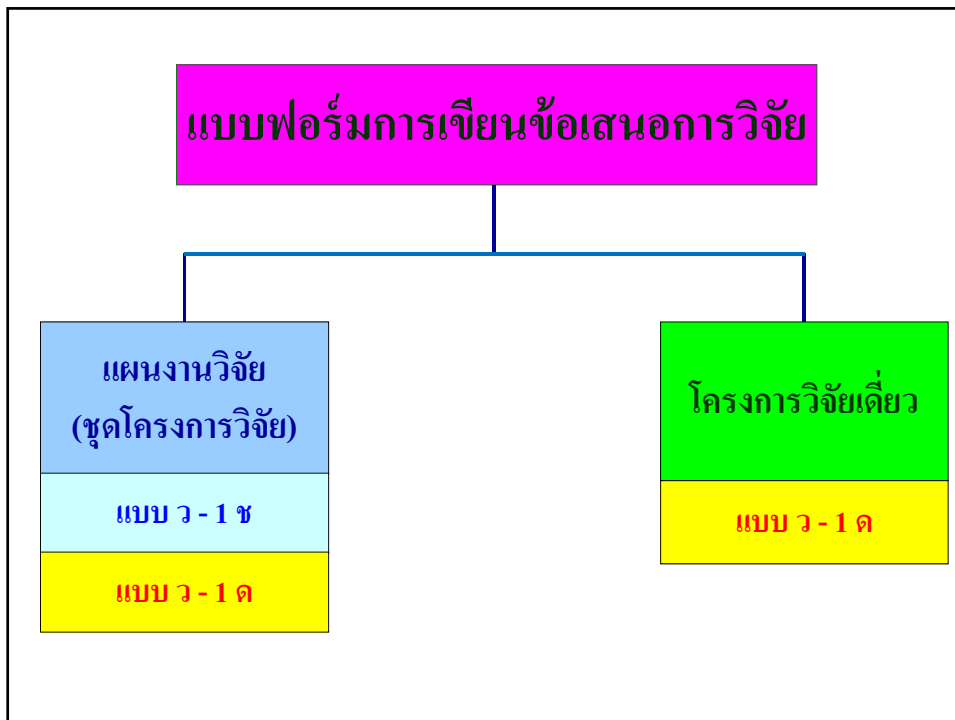 แบบฟอร์มการเขียนข้อเสนอการวิจัย
แผนงานวิจัย
(ชุดโครงการวิจัย)
แบบ ว - 1 ช
แบบ ว - 1 ด
โครงการวิจัยเดี่ยว
แบบ ว - 1 ด